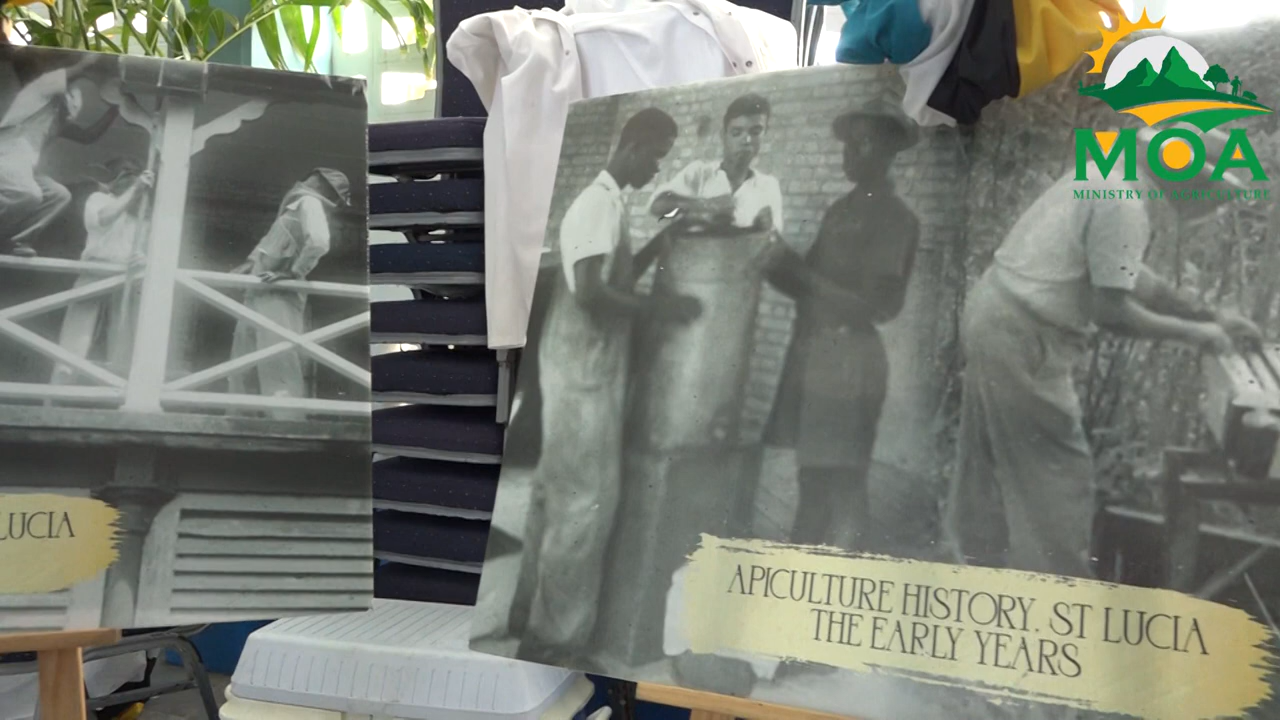 MOA
MINISTRY OF AGRICULTURE
LUCIA
APICULTURE HISTORY. ST LUCIA
THE EARLY YEARS